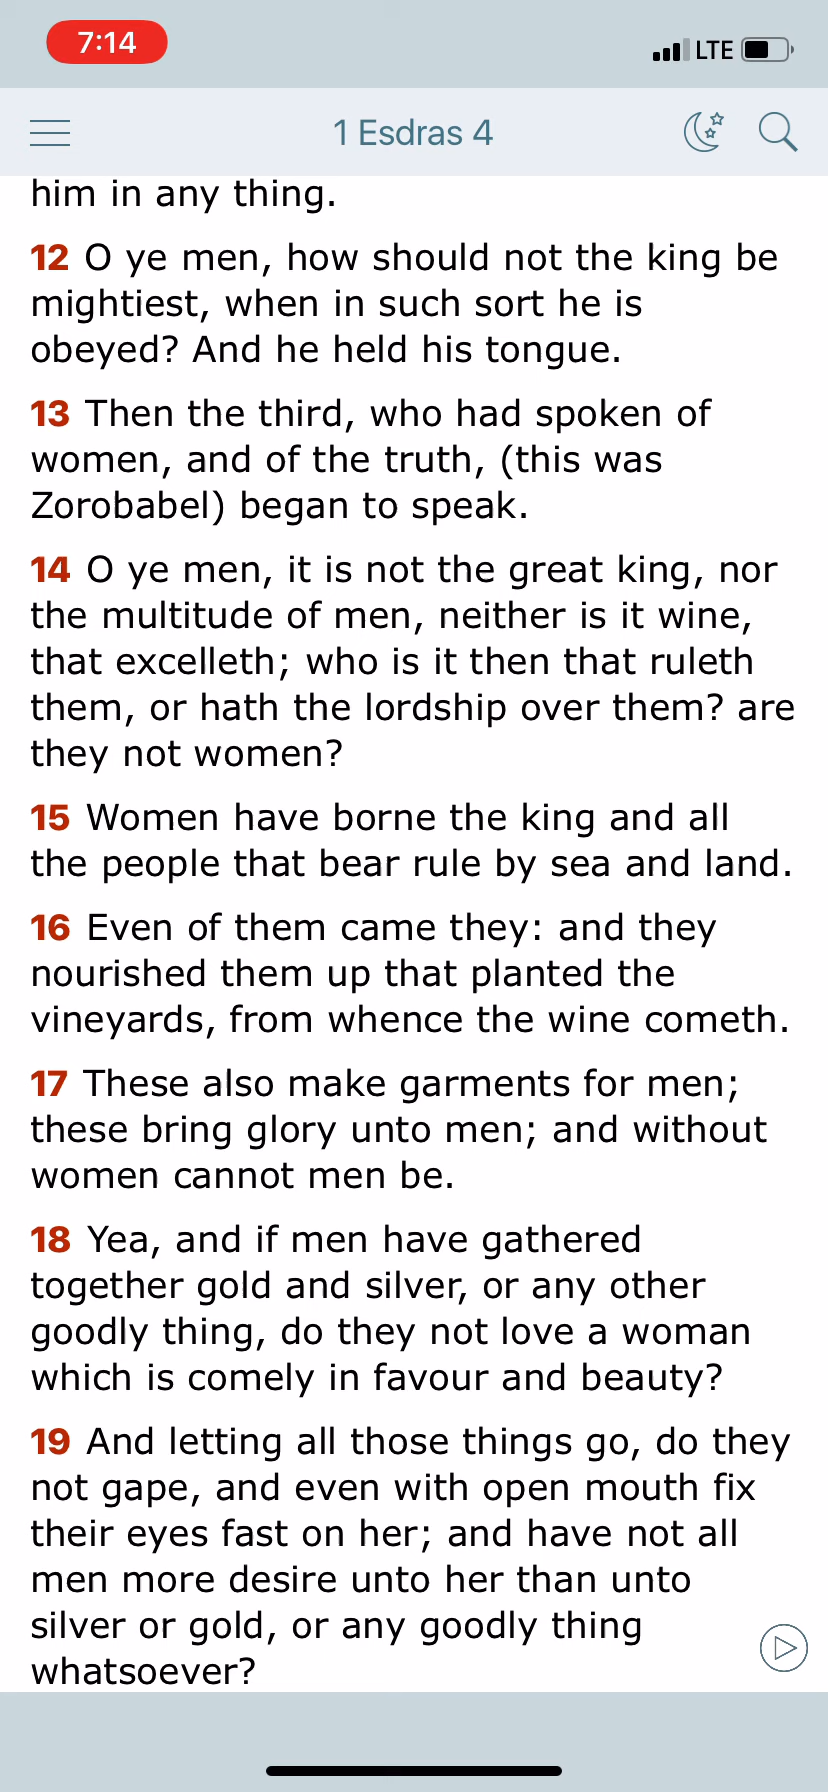 7:14
LTE
1 Esdras 4
him in any thing.
12 O ye men, how should not the king be
mightiest, when in such sort he is
obeyed? And he held his tongue.
13 Then the third, who had spoken of
women, and of the truth, (this was
Zorobabel) began to speak.
14 O ye men, it is not the great king, nor
the multitude of men, neither is it wine,
that excelleth; who is it then that ruleth
them, or hath the lordship over them? are
they not women?
15 Women have borne the king and all
the people that bear rule by sea and land.
16 Even of them came they: and they
nourished them up that planted the
vineyards, from whence the wine cometh.
17 These also make garments for men;
these bring glory unto men; and without
women cannot men be.
18 Yea, and if men have gathered
together gold and silver, or any other
goodly thing, do they not love a woman
which is comely in favour and beauty?
19 And letting all those things go, do they
not gape, and even with open mouth fix
their eyes fast on her; and have not all
men more desire unto her than unto
silver or gold, or any goodly thing
whatsoever?